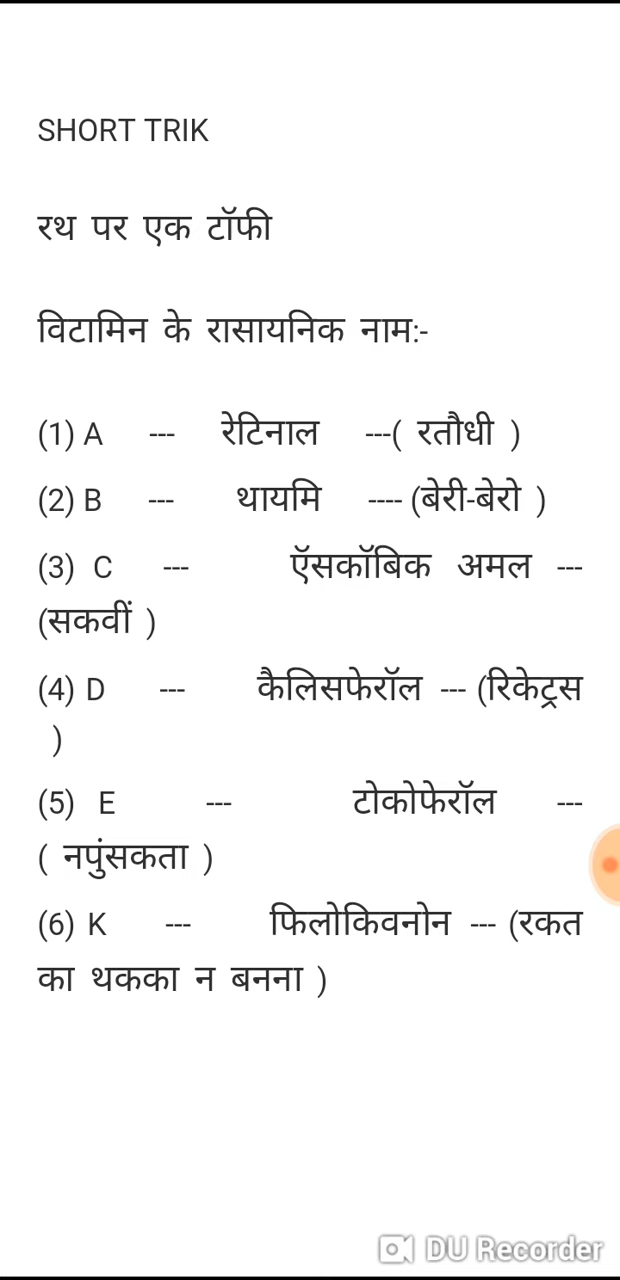 SHORT TRIK
रथ पर एक टॉफी
विटामिन के रासायनिक नाम:-
(1) A --- रेटिनाल ---( रतौधी )
(2) B --- थायमि ---- (बेरी-बेरो )
(3) C --- ऍसकॉबिक अमल ---
(सकवीं )
(4) D --- कैलिसफेरॉल --- (रिकेट्रस
)
(5) E --- टोकोफेरॉल ---
( नपुंसकता )
(6) K --- फिलोकिवनोन --- (रकत
का थकका न बनना )
DU Recorder